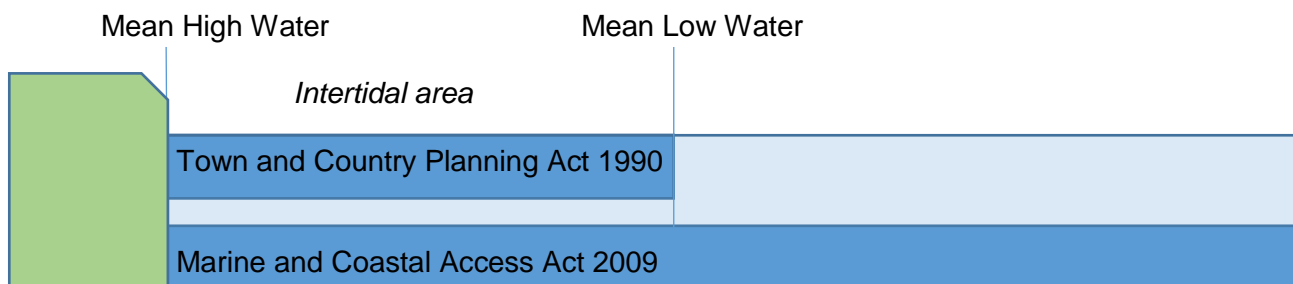 Mean High Water
Mean Low Water
Intertidal area
Town and Country Planning Act 1990
Marine and Coastal Access Act 2009